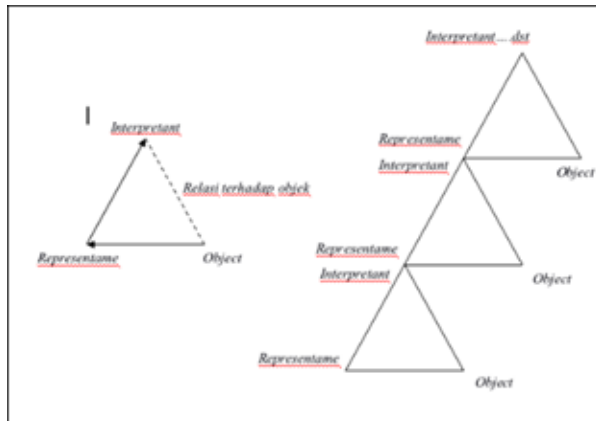 Interpretant
Relasi terhadap objek
Representame
Object
Interpretant....dst
Representame
Interpretant
Object
Representame
Interpretant
Object
Representame
Object